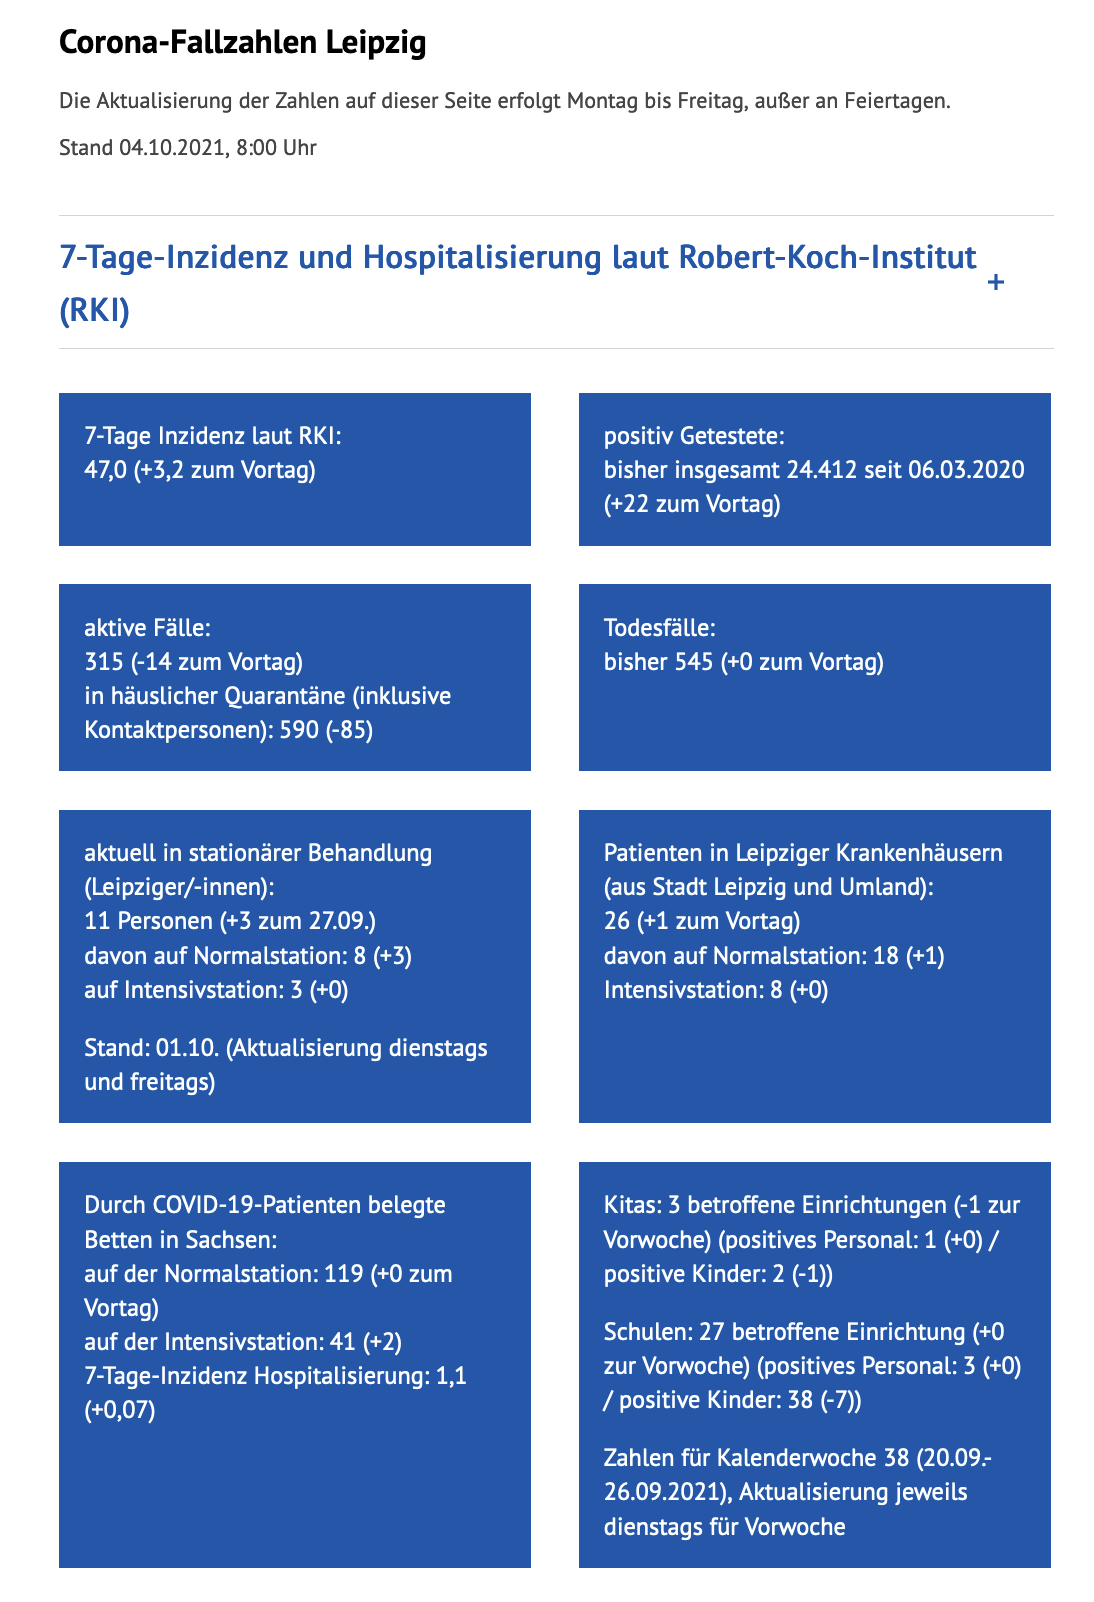 Corona-Fallzahlen Leipzig
Die Aktualisierung der Zahlen auf dieser Seite erfolgt Montag bis Freitag, außer an Feiertagen.
Stand 04.10.2021, 8:00 Uhr
7-Tage-Inzidenz und Hospitalisierung laut Robert-Koch-Institut
(RKI)
+
7-Tage Inzidenz laut RKI:
47,0 (+3,2 zum Vortag)
positiv Getestete:
bisher insgesamt 24.412 seit 06.03.2020
(+22 zum Vortag)
aktive Fälle:
315 (-14 zum Vortag)
in häuslicher Quarantäne (inklusive
Kontaktpersonen): 590 (-85)
Todesfälle:
bisher 545 (+0 zum Vortag)
aktuell in stationärer Behandlung
(Leipziger/-innen):
11 Personen (+3 zum 27.09.)
davon auf Normalstation: 8 (+3)
auf Intensivstation: 3 (+0)
Stand: 01.10. (Aktualisierung dienstags
und freitags)
Patienten in Leipziger Krankenhäusern
(aus Stadt Leipzig und Umland):
26 (+1 zum Vortag)
davon auf Normalstation: 18 (+1)
Intensivstation: 8 (+0)
Durch COVID-19-Patienten belegte
Betten in Sachsen:
auf der Normalstation: 119 (+0 zum
Vortag)
auf der Intensivstation: 41 (+2)
7-Tage-Inzidenz Hospitalisierung: 1,1
(+0,07)
Kitas: 3 betroffene Einrichtungen (-1 zur
Vorwoche) (positives Personal: 1 (+0) /
positive Kinder: 2 (-1))
Schulen: 27 betroffene Einrichtung (+0
zur Vorwoche) (positives Personal: 3 (+0)
/ positive Kinder: 38 (-7))
Zahlen für Kalenderwoche 38 (20.09.-
26.09.2021), Aktualisierung jeweils
dienstags für Vorwoche